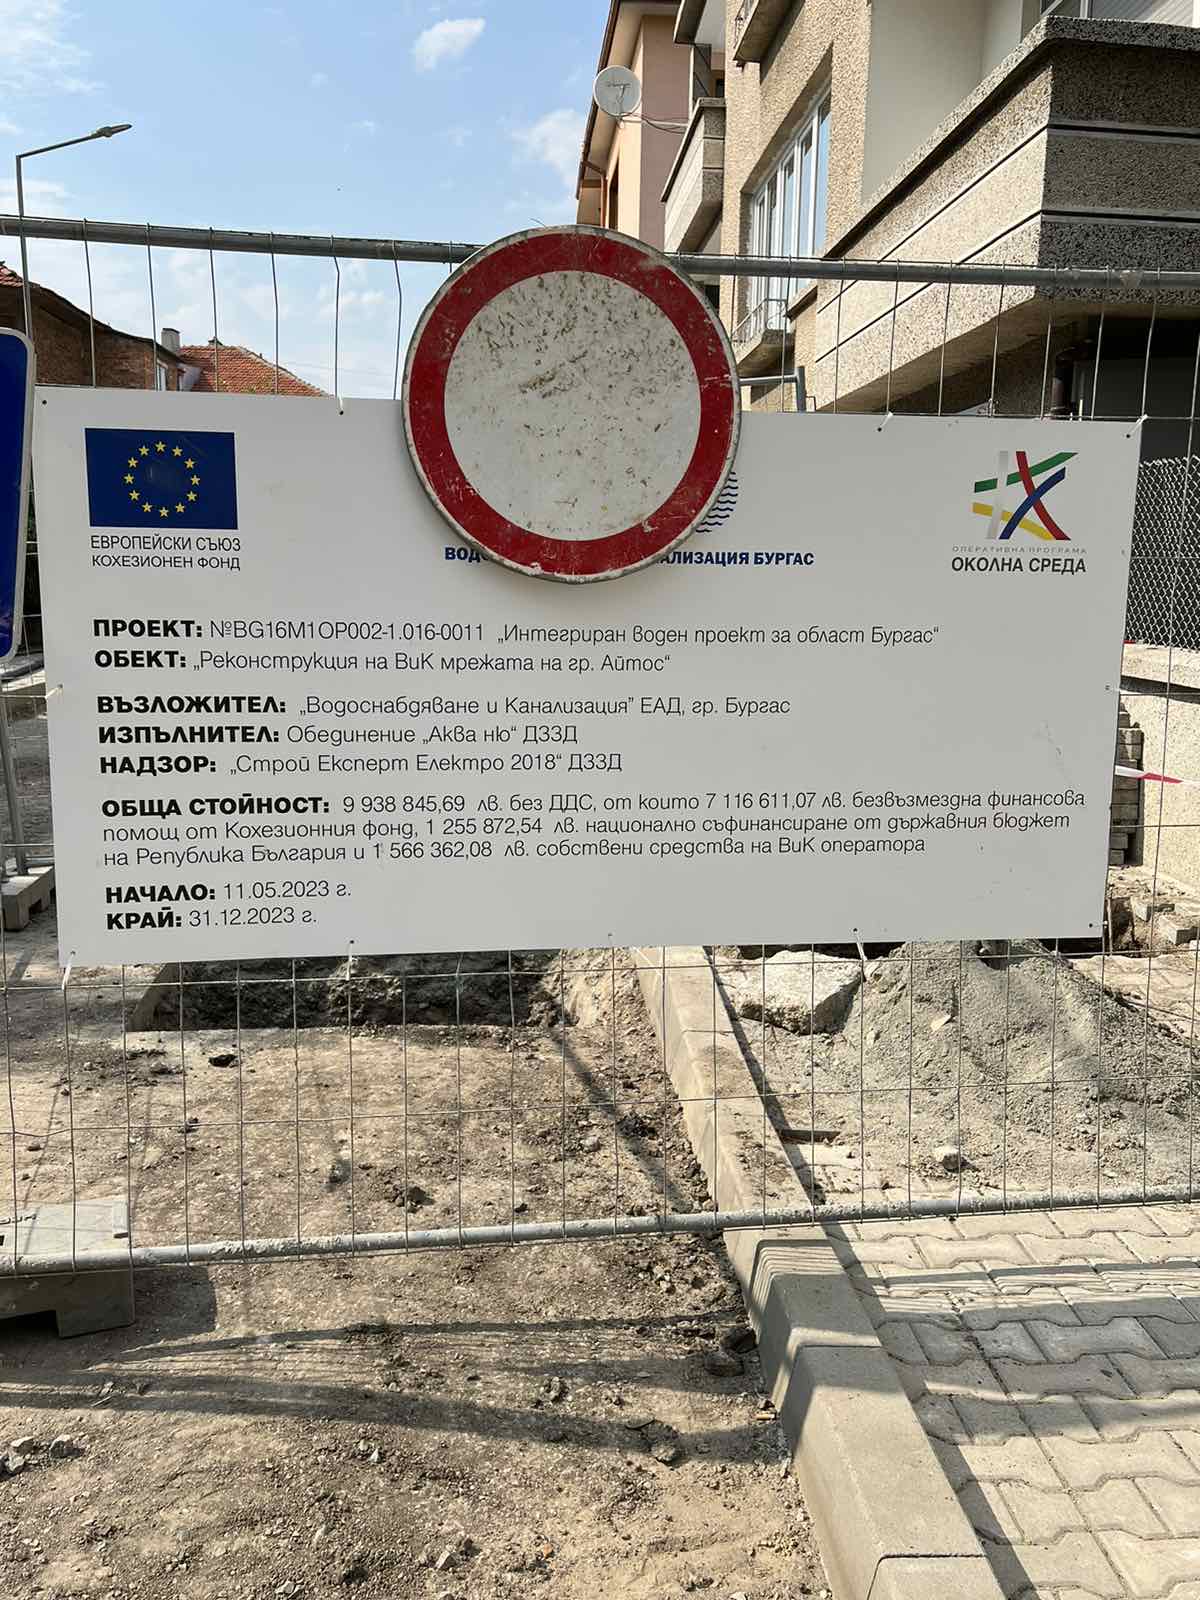 ЕВРОПЕЙСКИ СЪЮЗ
КОХЕЗИОНЕН ФОНД
БУРГАС
ОПЕРАТИВНА ПРОГРАМА
ОКОЛНА СРЕДА
ПРОЕКТ: №BG16M1OP002-1.016-0011 „Интегриран воден проект за област Бургас“
ОБЕКТ: „Реконструкция на ВиК мрежата на гр. Айтос“
ВЪЗЛОЖИТЕЛ: „Водоснабдяване и Канализация” ЕАД, гр. Бургас
ИЗПЪЛНИТЕЛ: Обединение „Аква ню“ ДЗЗД
НАДЗОР: „Строй Експерт Електро 2018“ ДЗЗД
ОБЩА СТОЙНОСТ: 9 938 845,69 лв. без ДДС, от които 7 116 611,07 лв. безвъзмездна финансова
помощ от Кохезионния фонд, 1 255 872,54 лв. национално съфинансиране от държавния бюджет
на Република България и 1 566 362,08 лв. собствени средства на ВиК оператора
НАЧАЛО: 11.05.2023 г.
КРАЙ: 31.12.2023 г.